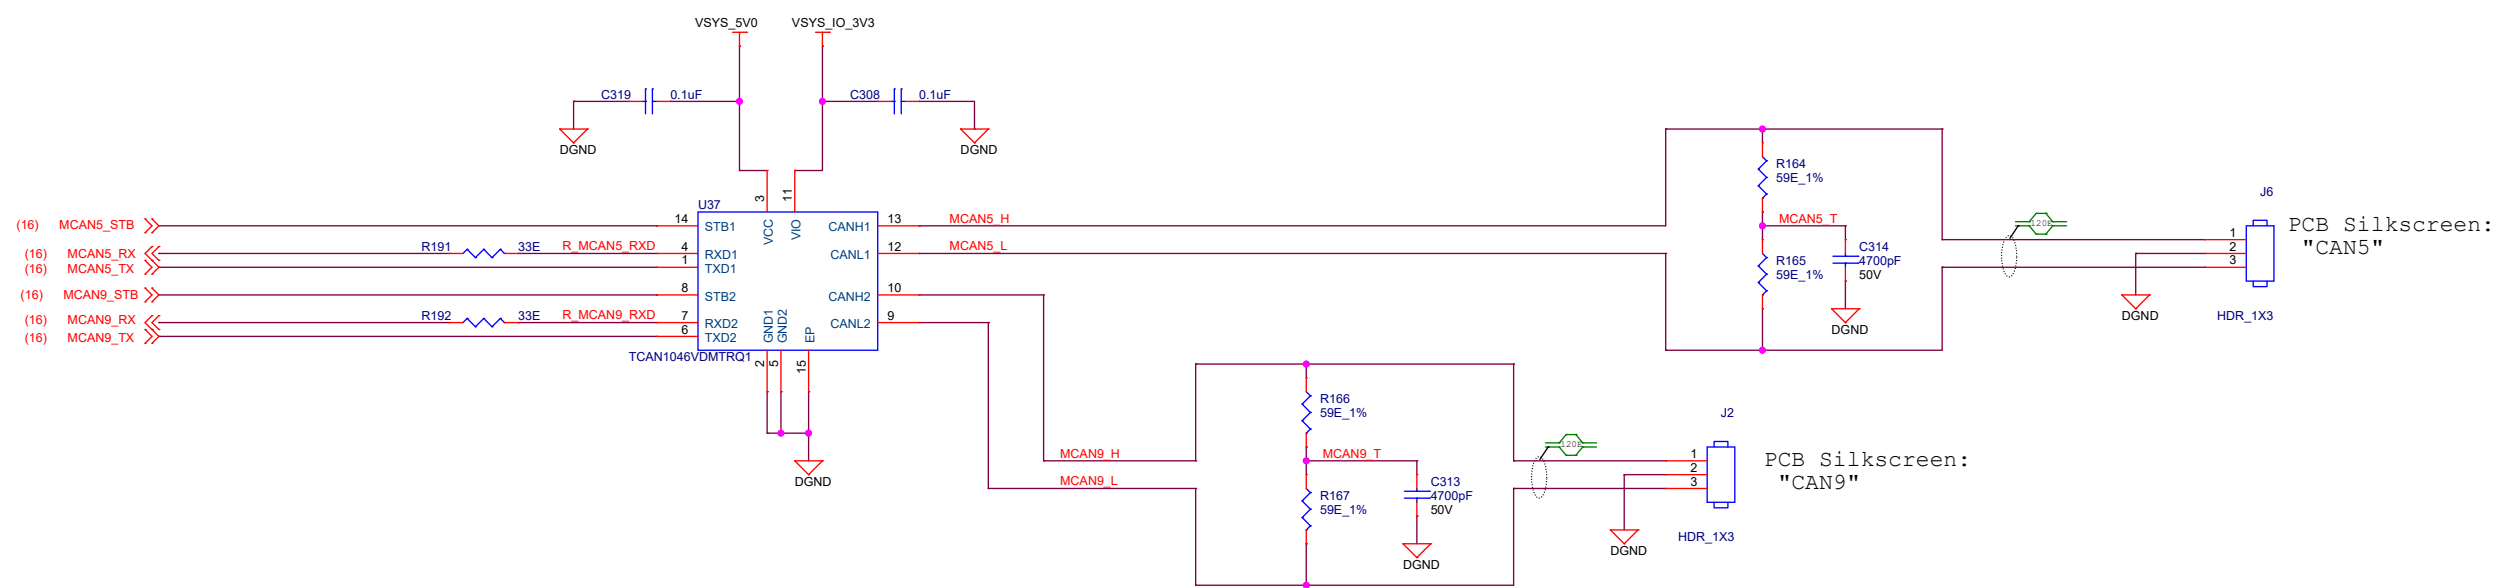 VSYS_5V0
VSYS_IO_3V3
C319
0.1uF
C308
0.1uF
DGND
DGND
U37
3
11
VCC
VIO
(16)
MCAN5_STB
14
STB1
CANH1
13
MCAN5_H
(16)
MCAN5_RX
R191
33E
R_MCAN5_RXD
4
RXD1
CANL1
12
MCAN5_L
(16)
MCAN5_TX
1
TXD1
(16)
MCAN9_STB
8
STB2
CANH2
10
(16)
MCAN9_RX
R192
33E
R_MCAN9_RXD
7
RXD2
CANL2
9
(16)
MCAN9_TX
6
TXD2
GND1
GND2
EP
TCAN1046VDMTRQ1
2
5
15
DGND
R164
59E_1%
MCAN5_T
R165
59E_1%
C314
4700pF
50V
DGND
120E
J6
1
2
3
PCB Silkscreen:
"CAN5"
DGND
HDR_1X3
MCAN9_H
MCAN9_L
R166
59E_1%
MCAN9_T
R167
59E_1%
C313
4700pF
50V
DGND
120E
J2
1
2
3
PCB Silkscreen:
"CAN9"
DGND
HDR_1X3